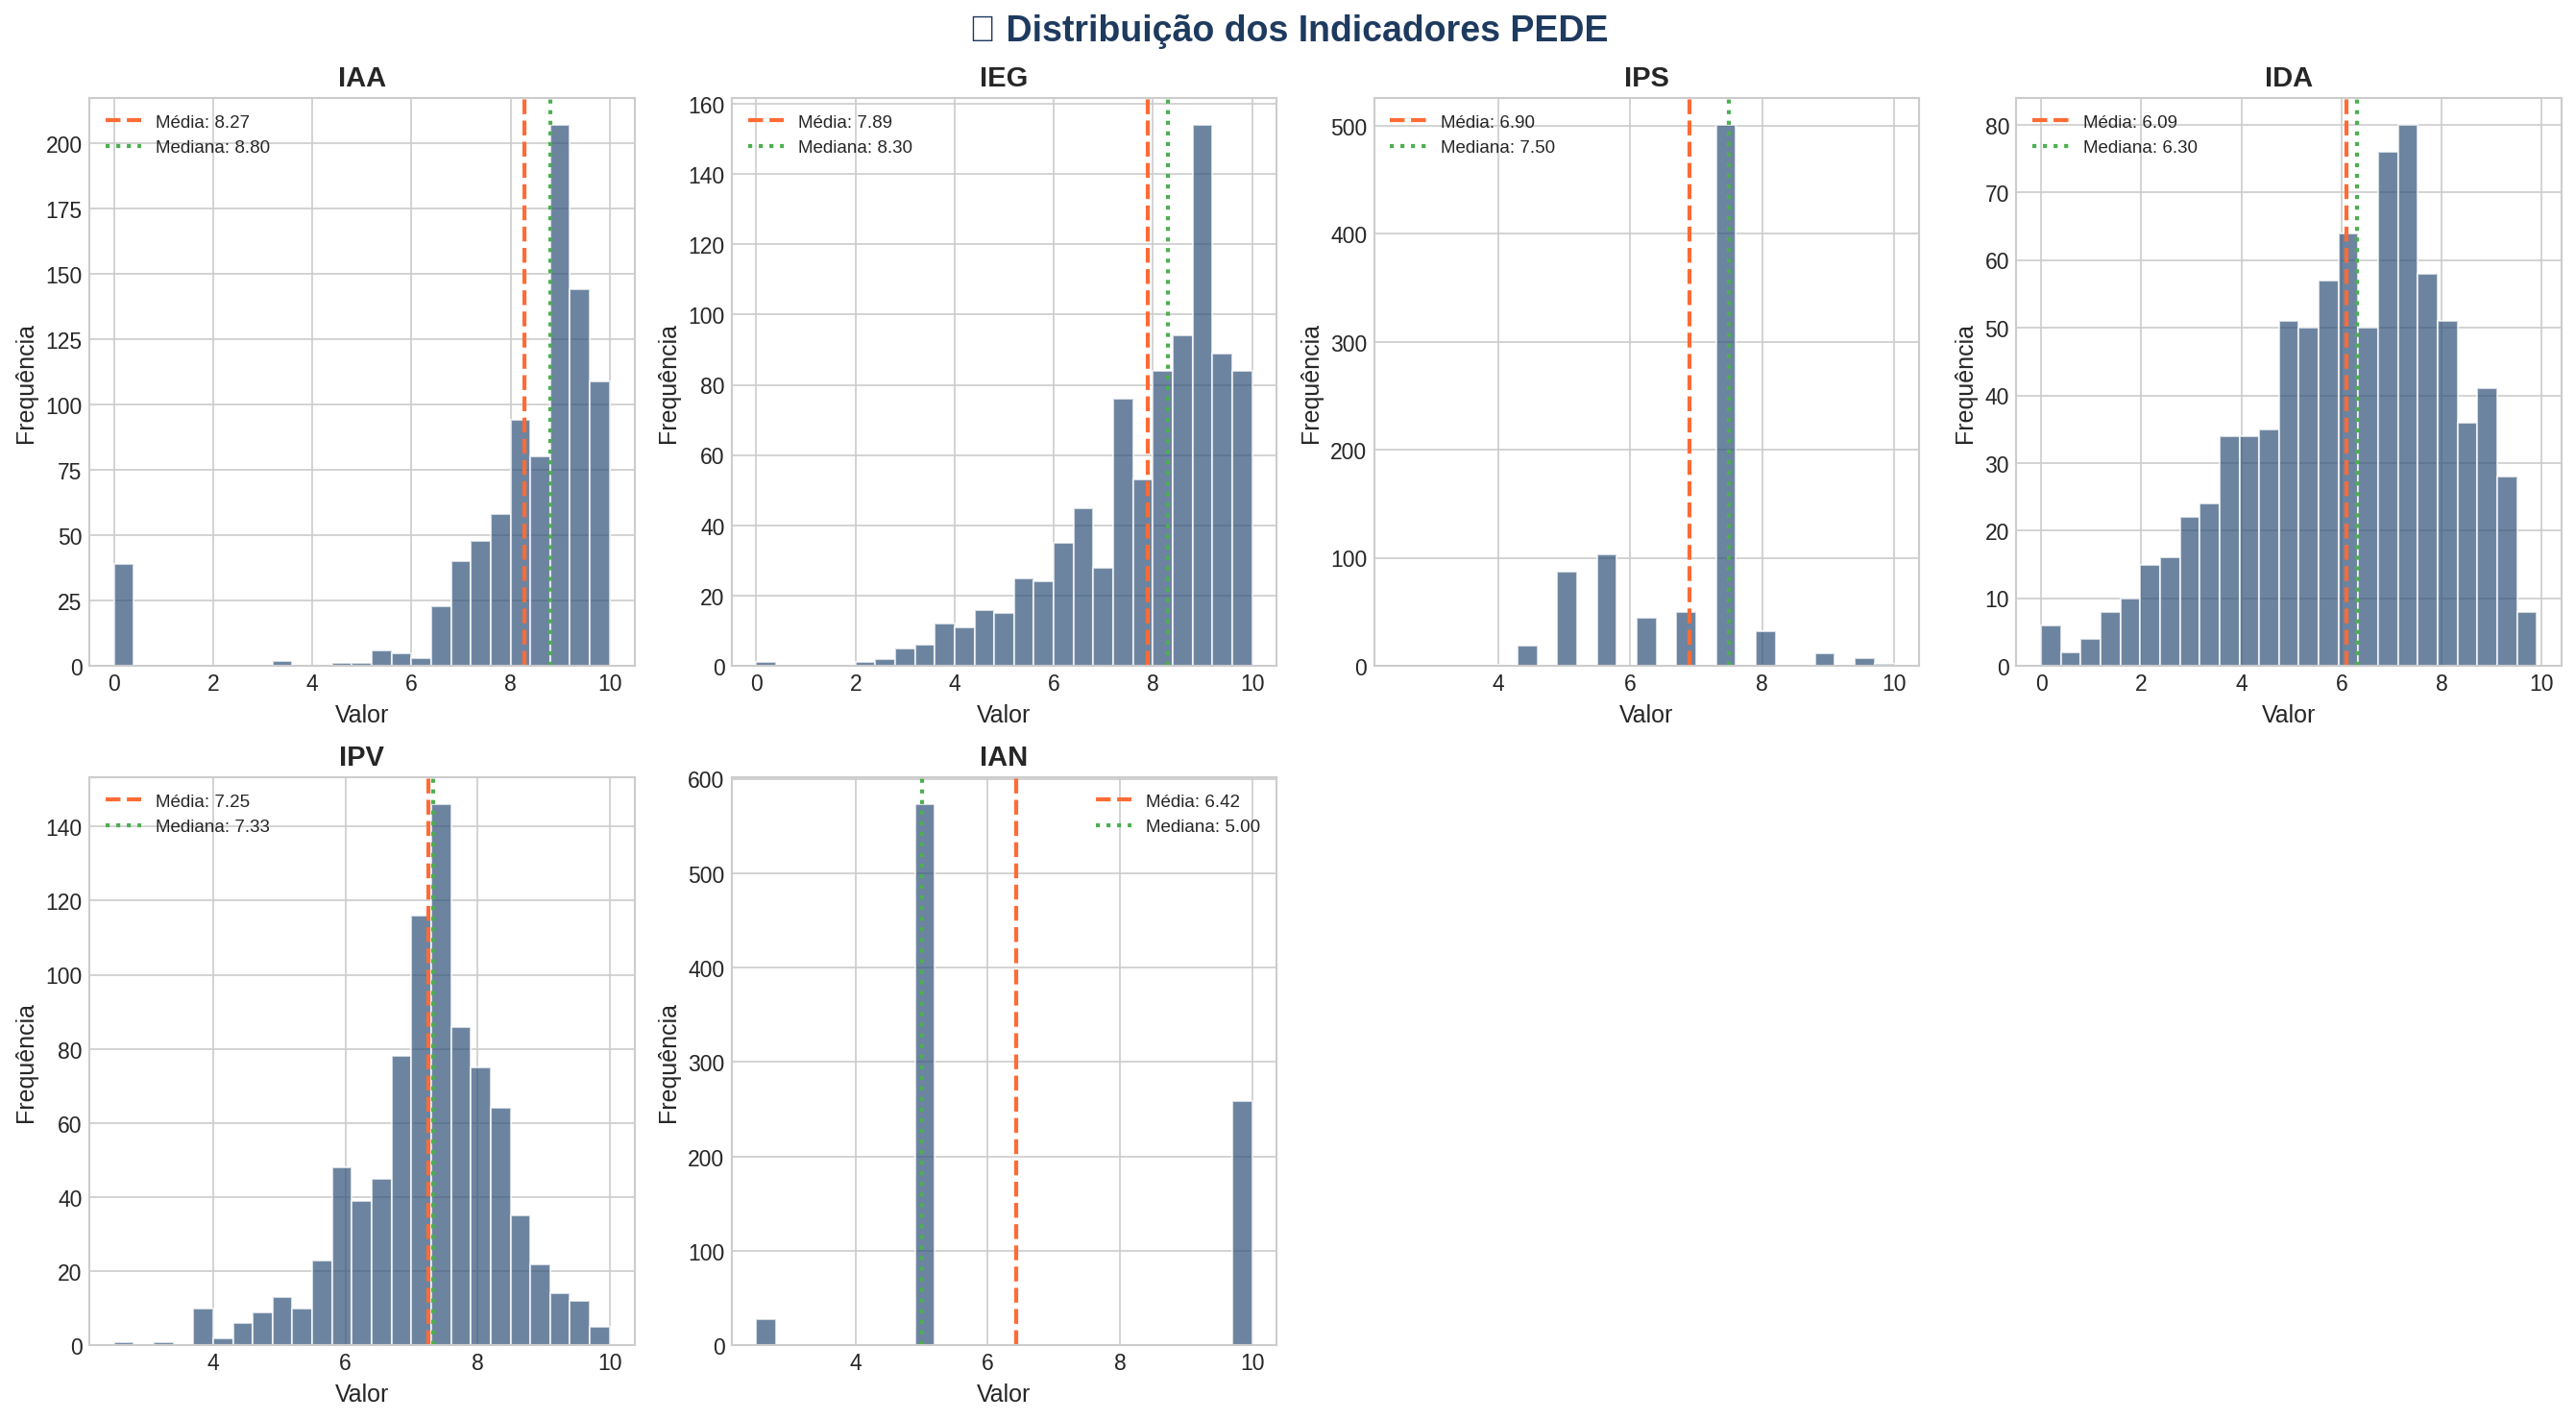 Distribuição dos Indicadores PEDE
IAA
Média: 8.27
Mediana: 8.80
200
175
150
125
100
75
50
25
0
Frequência
0 2 4 6 8 10
Valor
IEG
Média: 7.89
Mediana: 8.30
160
140
120
100
80
60
40
20
0
Frequência
0 2 4 6 8 10
Valor
IPS
Média: 6.90
Mediana: 7.50
500
400
300
200
100
0
Frequência
4 6 8 10
Valor
IDA
Média: 6.09
Mediana: 6.30
80
70
60
50
40
30
20
10
0
Frequência
0 2 4 6 8 10
Valor
IPV
Média: 7.25
Mediana: 7.33
140
120
100
80
60
40
20
0
Frequência
4 6 8 10
Valor
IAN
Média: 6.42
Mediana: 5.00
600
500
400
300
200
100
0
Frequência
4 6 8 10
Valor